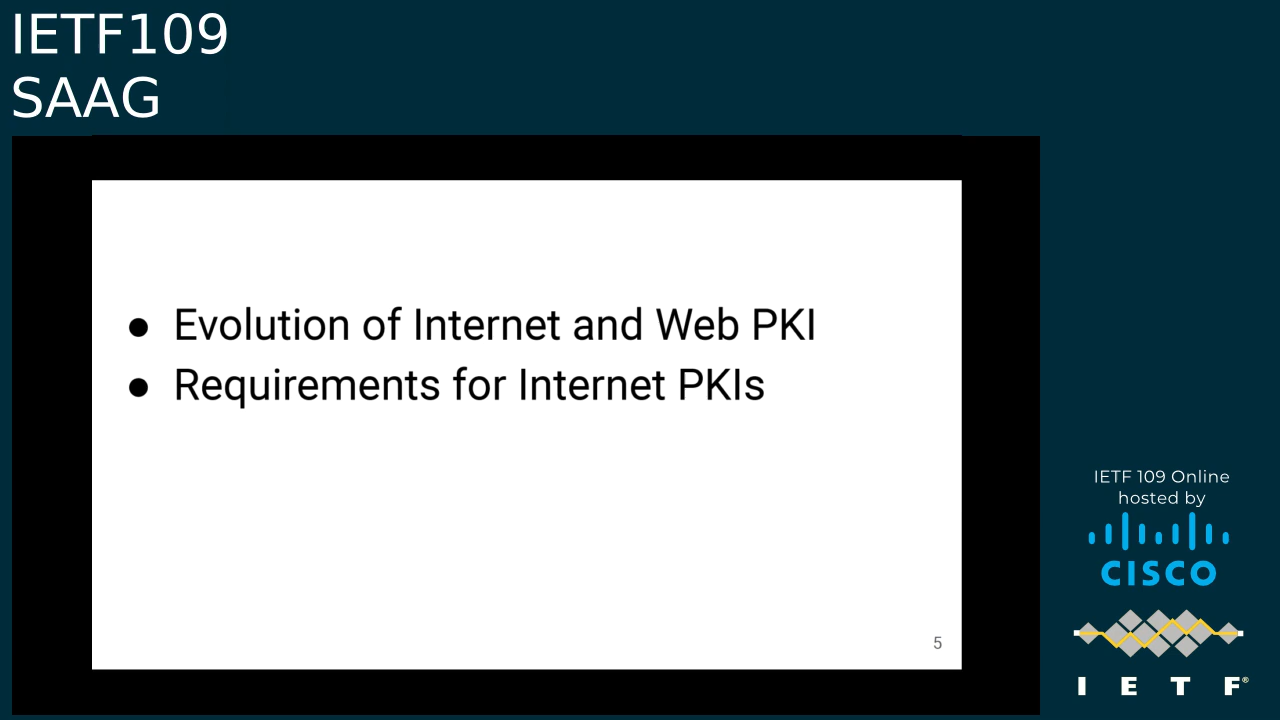 IETF109
SAAG
● Evolution of Internet and Web PKI
● Requirements for Internet PKIs
5
IETF 109 Online
hosted by
CISCO
I E T F®